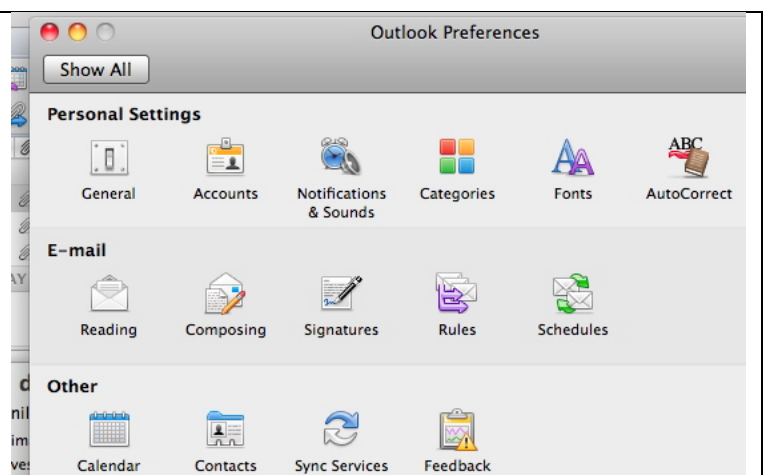 Outlook Preferences
Show All
Personal Settings
General Accounts Notifications & Sounds Categories Fonts ABC AutoCorrect
E-mail
Reading Composing Signatures Rules Schedules
Other
Calendar Contacts Sync Services Feedback